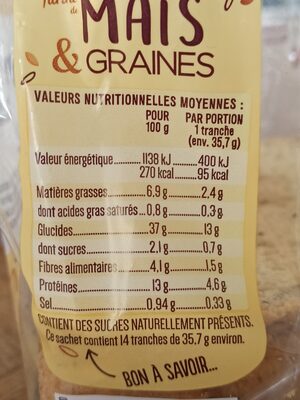 farine
de
MAÏS
& GRAINES
VALEURS NUTRITIONNELLES MOYENNES :
POUR 100 g
PAR PORTION 1 tranche (env. 35,7 g)
Valeur énergétique.....1138 kJ.....400 kJ
270 kcal.....95 kcal
Matières grasses.....6,9 g.....2,4 g
dont acides gras saturés...0,8 g.....0,3 g
Glucides.....37 g.....13 g
dont sucres.....2,1 g.....0,7 g
Fibres alimentaires.....4,1 g.....1,5 g
Protéines.....13 g.....4,6 g
Sel.....0,94 g.....0,33 g
CONTIENT DES SUCRES NATURELLEMENT PRÉSENTS.
Ce sachet contient 14 tranches de 35,7 g environ.
BON A SAVOIR...